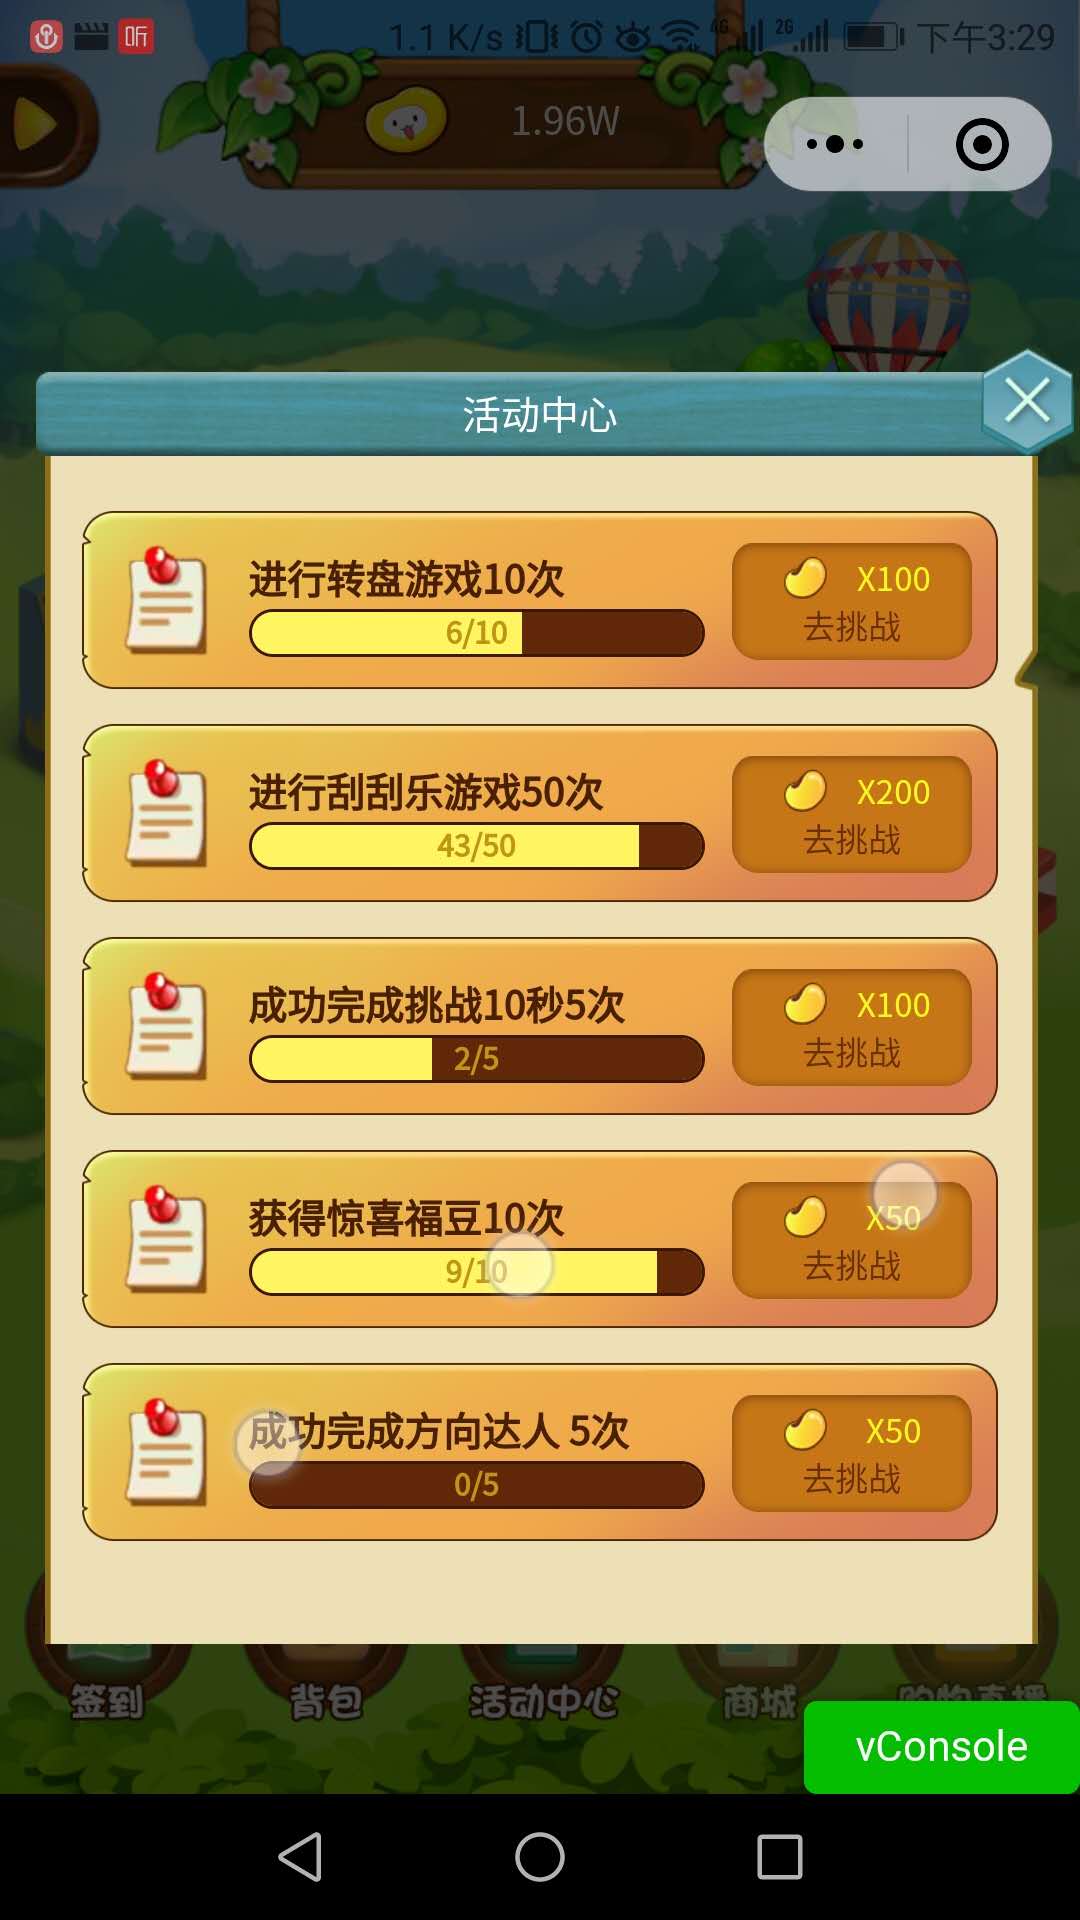 听 1.1 K/s 4G 2G 下午3:29
1.96W
活动中心
进行转盘游戏10次
6/10
X100
去挑战
进行刮刮乐游戏50次
43/50
X200
去挑战
成功完成挑战10秒5次
2/5
X100
去挑战
获得惊喜福豆10次
9/10
X50
去挑战
成功完成方向达人 5次
0/5
X50
去挑战
签到 背包 活动中心 商城 购物直播
vConsole